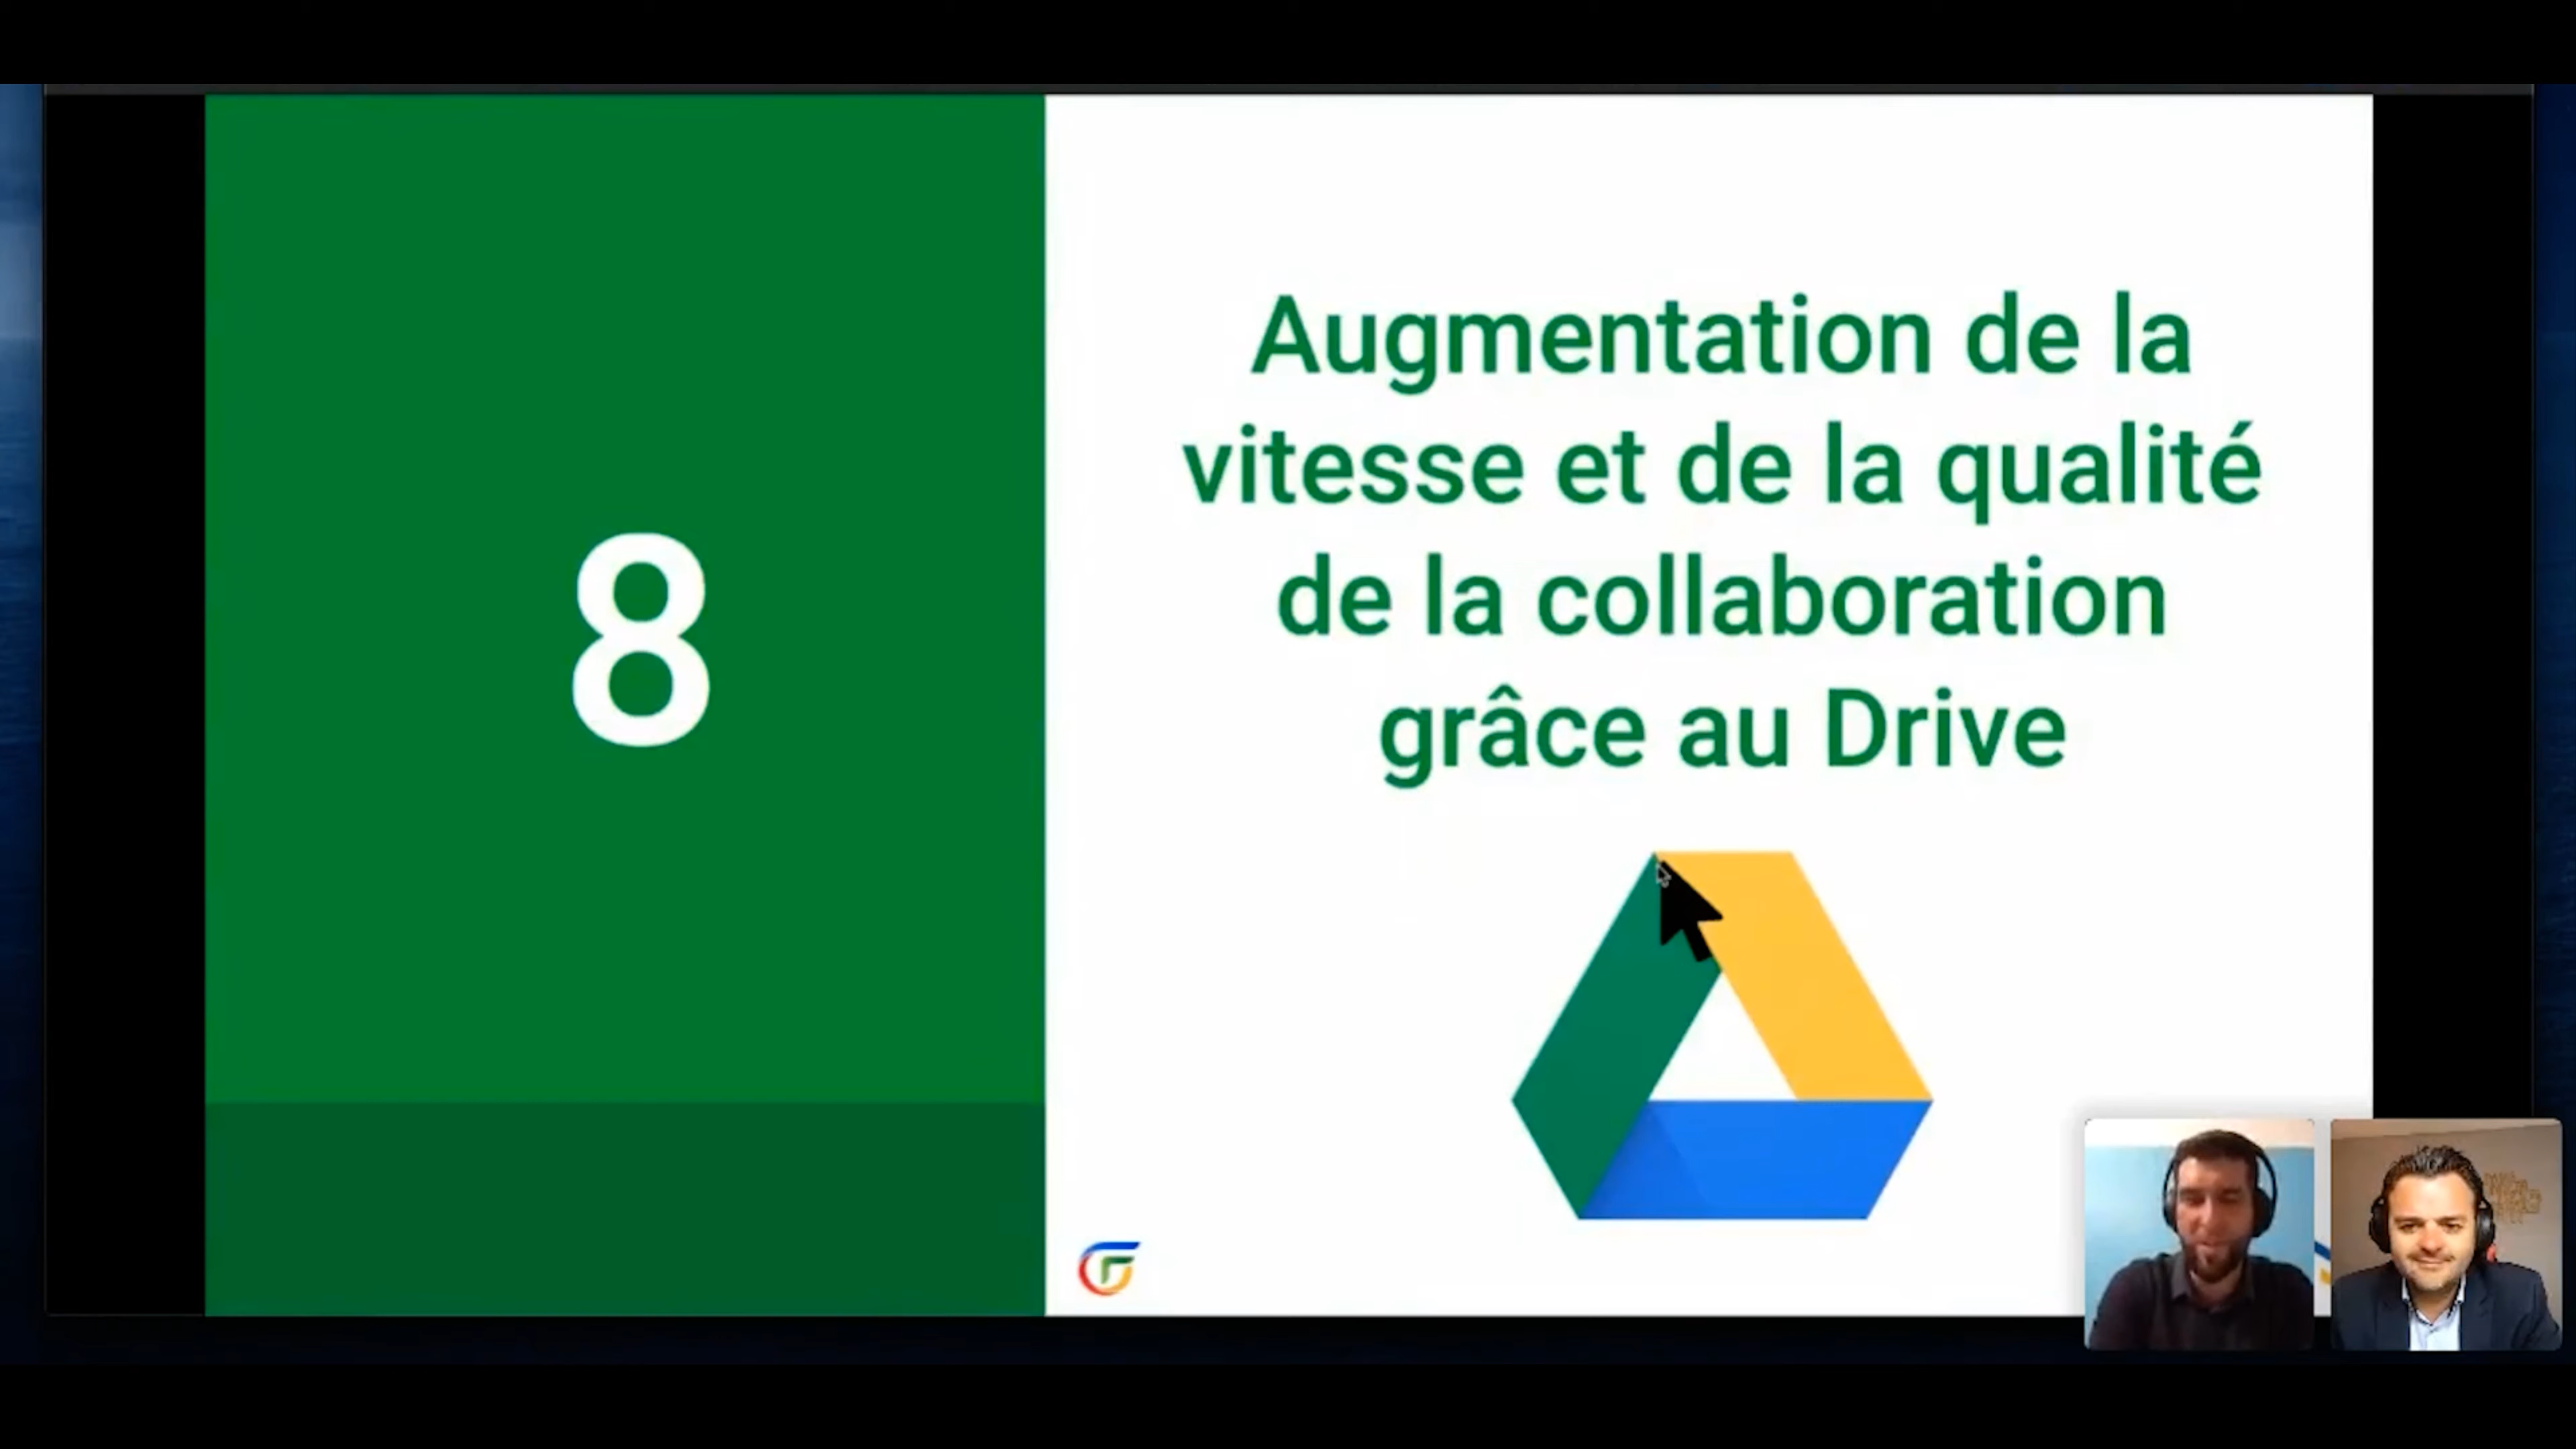 8
Augmentation de la
vitesse et de la qualité
de la collaboration
grâce au Drive